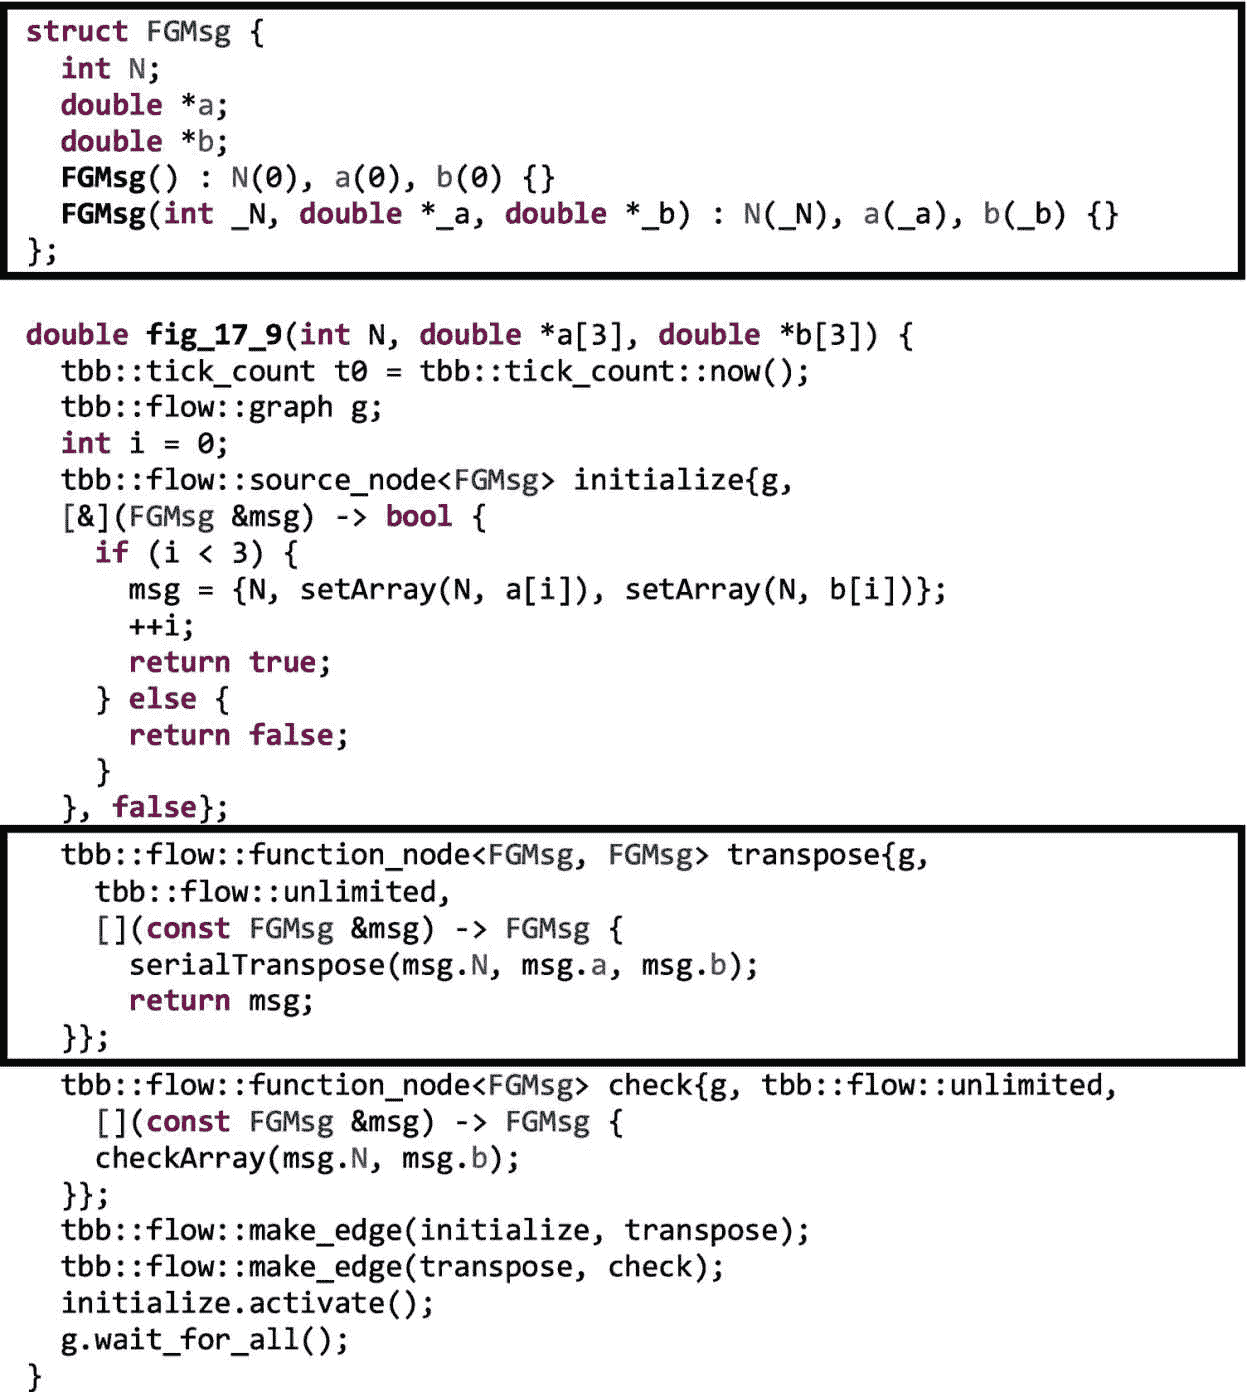 struct FGMsg {
  int N;
  double *a;
  double *b;
  FGMsg() : N(0), a(0), b(0) {}
  FGMsg(int _N, double *_a, double *_b) : N(_N), a(_a), b(_b) {}
};
double fig_17_9(int N, double *a[3], double *b[3]) {
  tbb::tick_count t0 = tbb::tick_count::now();
  tbb::flow::graph g;
  int i = 0;
  tbb::flow::source_node<FGMsg> initialize{g,
  [&](FGMsg &msg) -> bool {
    if (i < 3) {
      msg = {N, setArray(N, a[i]), setArray(N, b[i])};
      ++i;
      return true;
    } else {
      return false;
    }
  }, false};
  tbb::flow::function_node<FGMsg, FGMsg> transpose{g,
    tbb::flow::unlimited,
    [](const FGMsg &msg) -> FGMsg {
      serialTranspose(msg.N, msg.a, msg.b);
      return msg;
  }};
  tbb::flow::function_node<FGMsg> check{g, tbb::flow::unlimited,
    [](const FGMsg &msg) -> FGMsg {
    checkArray(msg.N, msg.b);
  }};
  tbb::flow::make_edge(initialize, transpose);
  tbb::flow::make_edge(transpose, check);
  initialize.activate();
  g.wait_for_all();
}